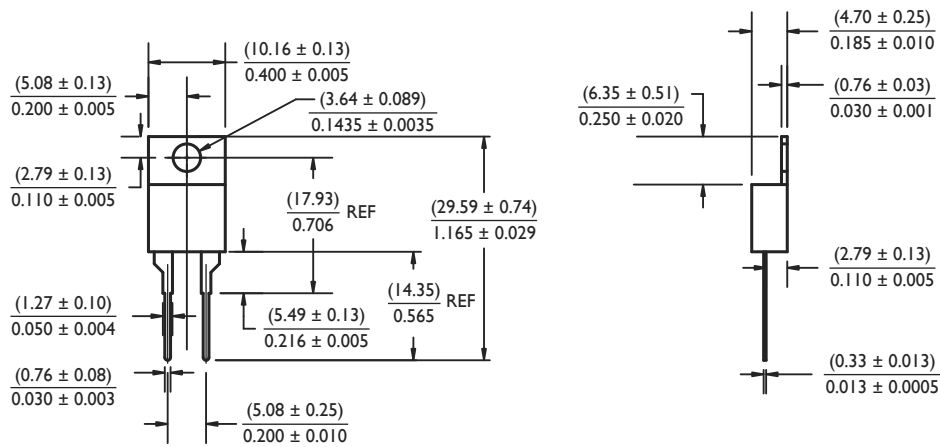 (4.70 ± 0.25)
0.185 ± 0.010
(10.16 ± 0.13)
0.400 ± 0.005
(5.08 ± 0.13)
0.200 ± 0.005
(3.64 ± 0.089)
0.1435 ± 0.0035
(6.35 ± 0.51)
0.250 ± 0.020
(0.76 ± 0.03)
0.030 ± 0.001
(2.79 ± 0.13)
0.110 ± 0.005
(17.93) REF
0.706
(29.59 ± 0.74)
1.165 ± 0.029
(2.79 ± 0.13)
0.110 ± 0.005
(14.35) REF
0.565
(1.27 ± 0.10)
0.050 ± 0.004
(5.49 ± 0.13)
0.216 ± 0.005
(0.76 ± 0.08)
0.030 ± 0.003
(0.33 ± 0.013)
0.013 ± 0.0005
(5.08 ± 0.25)
0.200 ± 0.010